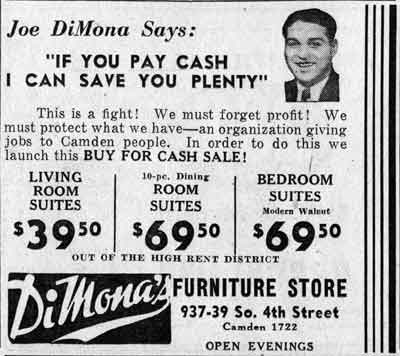 Joe DiMona Says:
"IF YOU PAY CASH
I CAN SAVE YOU PLENTY"
This is a fight! We must forget profit! We
must protect what we have—an organization giving
jobs to Camden people. In order to do this we
launch this BUY FOR CASH SALE!
LIVING
ROOM
SUITES
$39 50
10-pc. Dining
ROOM
SUITES
$69 50
BEDROOM
SUITES
Modern Walnut
$69 50
OUT OF THE HIGH RENT DISTRICT
DiMona's
FURNITURE STORE
937-39 So. 4th Street
Camden 1722
OPEN EVENINGS